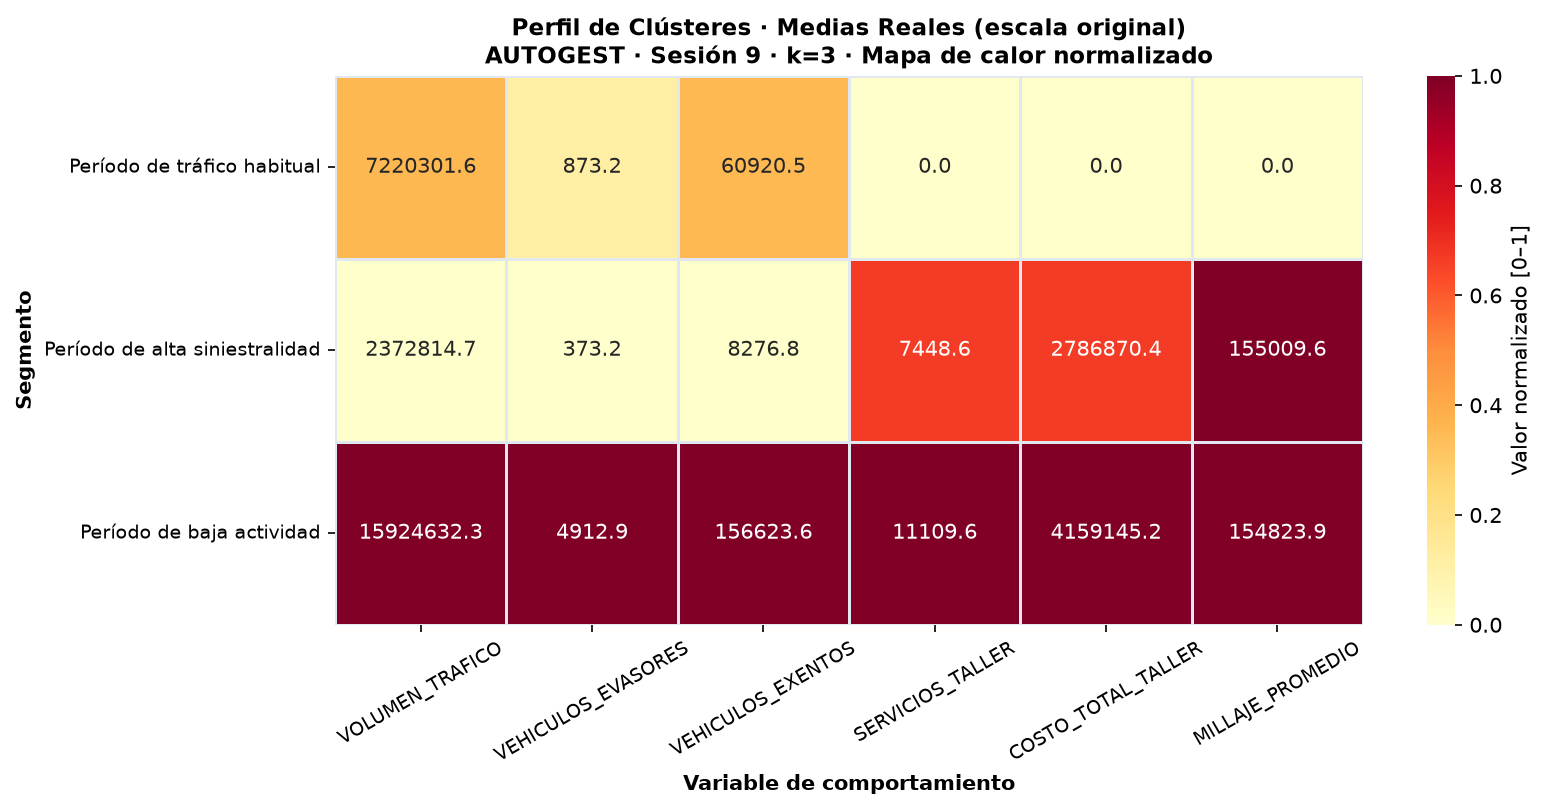 Perfil de Clústeres · Medias Reales (escala original)
AUTOGEST · Sesión 9 · k=3 · Mapa de calor normalizado
Segmento
Período de tráfico habitual
7220301.6 873.2 60920.5 0.0 0.0 0.0
Período de alta siniestralidad
2372814.7 373.2 8276.8 7448.6 2786870.4 155009.6
Período de baja actividad
15924632.3 4912.9 156623.6 11109.6 4159145.2 154823.9
VOLUMEN_TRAFICO
VEHICULOS_EVASORES
VEHICULOS_EXENTOS
SERVICIOS_TALLER
COSTO_TOTAL_TALLER
MILLAJE_PROMEDIO
Variable de comportamiento
1.0
0.8
0.6
0.4
0.2
0.0
Valor normalizado [0–1]